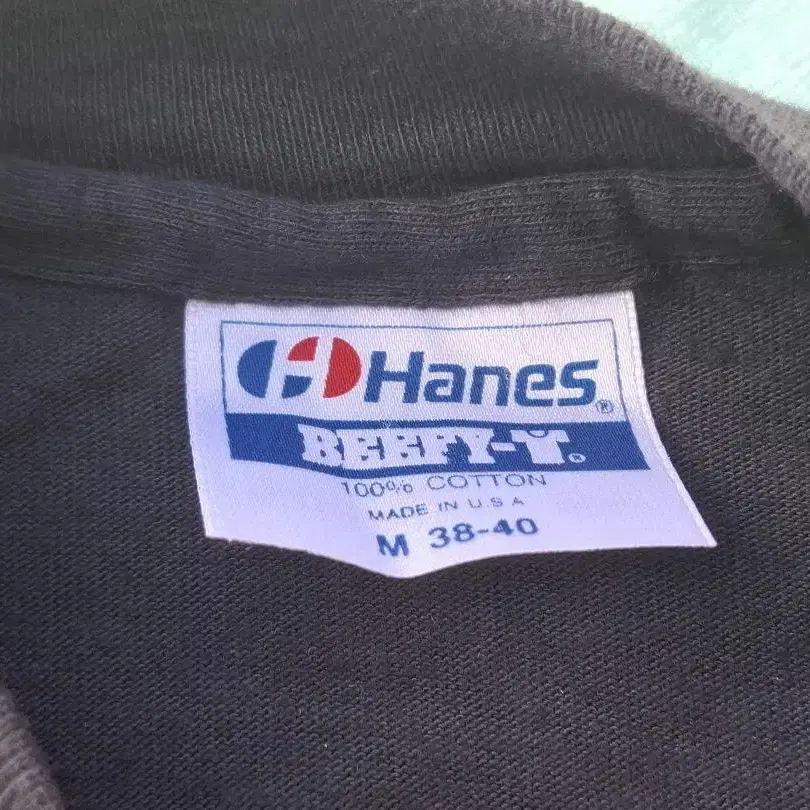 Hanes®
BEEFY-T®
100% COTTON
MADE IN U.S.A
M 38-40